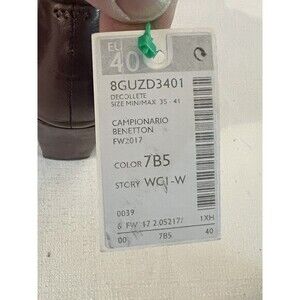 EU
40
8GUZD3401
DECOLLETE
SIZE MIN/MAX 35 - 41
CAMPIONARIO
BENETTON
FW2017
COLOR 7B5
STORY WG1-W
0039
6 FW 17 2.05217/ 1XH
00 7B5 40